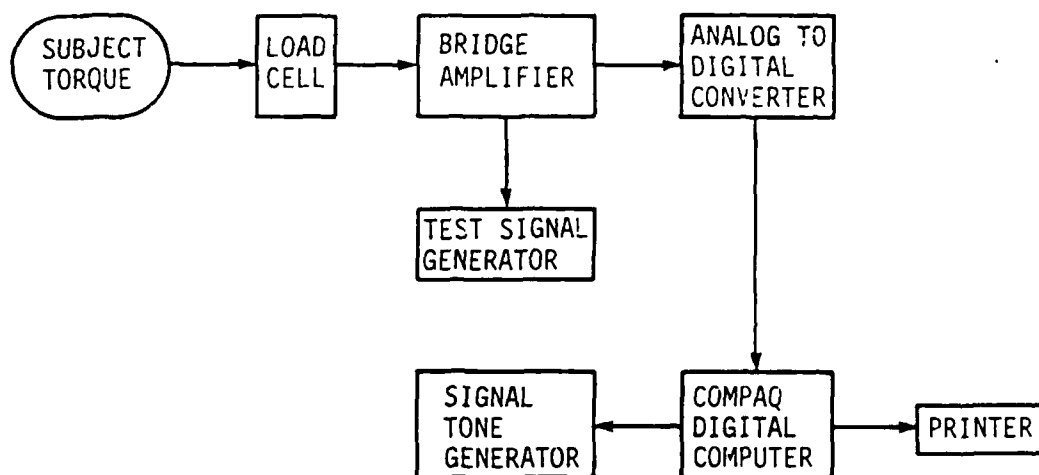 SUBJECT
TORQUE
LOAD
CELL
BRIDGE
AMPLIFIER
ANALOG TO
DIGITAL
CONVERTER
TEST SIGNAL
GENERATOR
SIGNAL
TONE
GENERATOR
COMPAQ
DIGITAL
COMPUTER
PRINTER